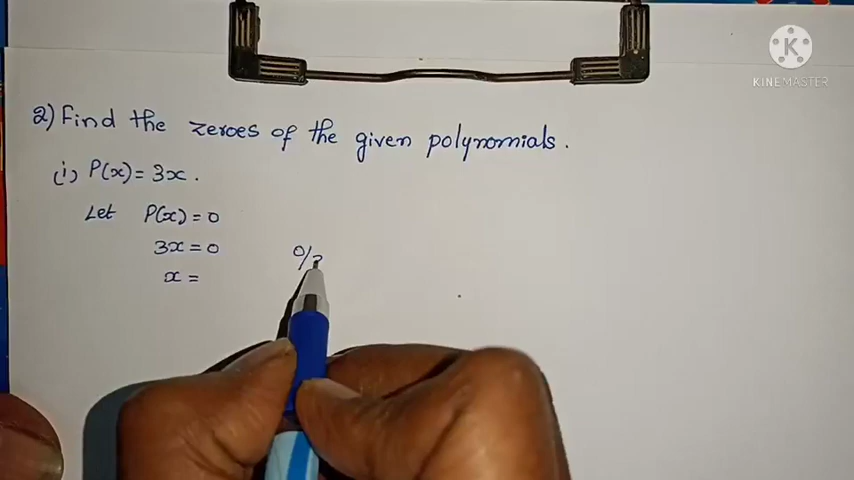 K
KINEMASTER
2) Find the zeroes of the given polynomials.
(i) P(x) = 3x.
Let P(x) = 0
3x = 0 0/3
x =